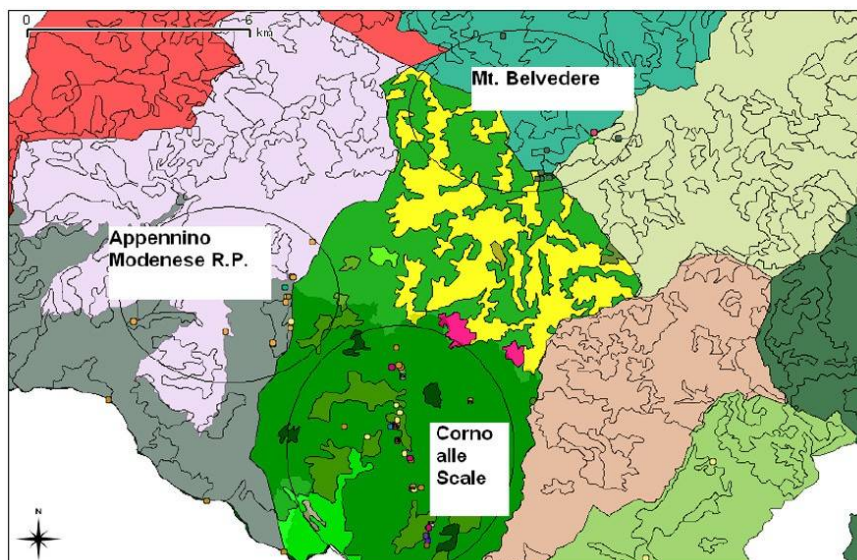 0 6
km
Mt. Belvedere
Appennino
Modenese R.P.
Corno
alle
Scale
N